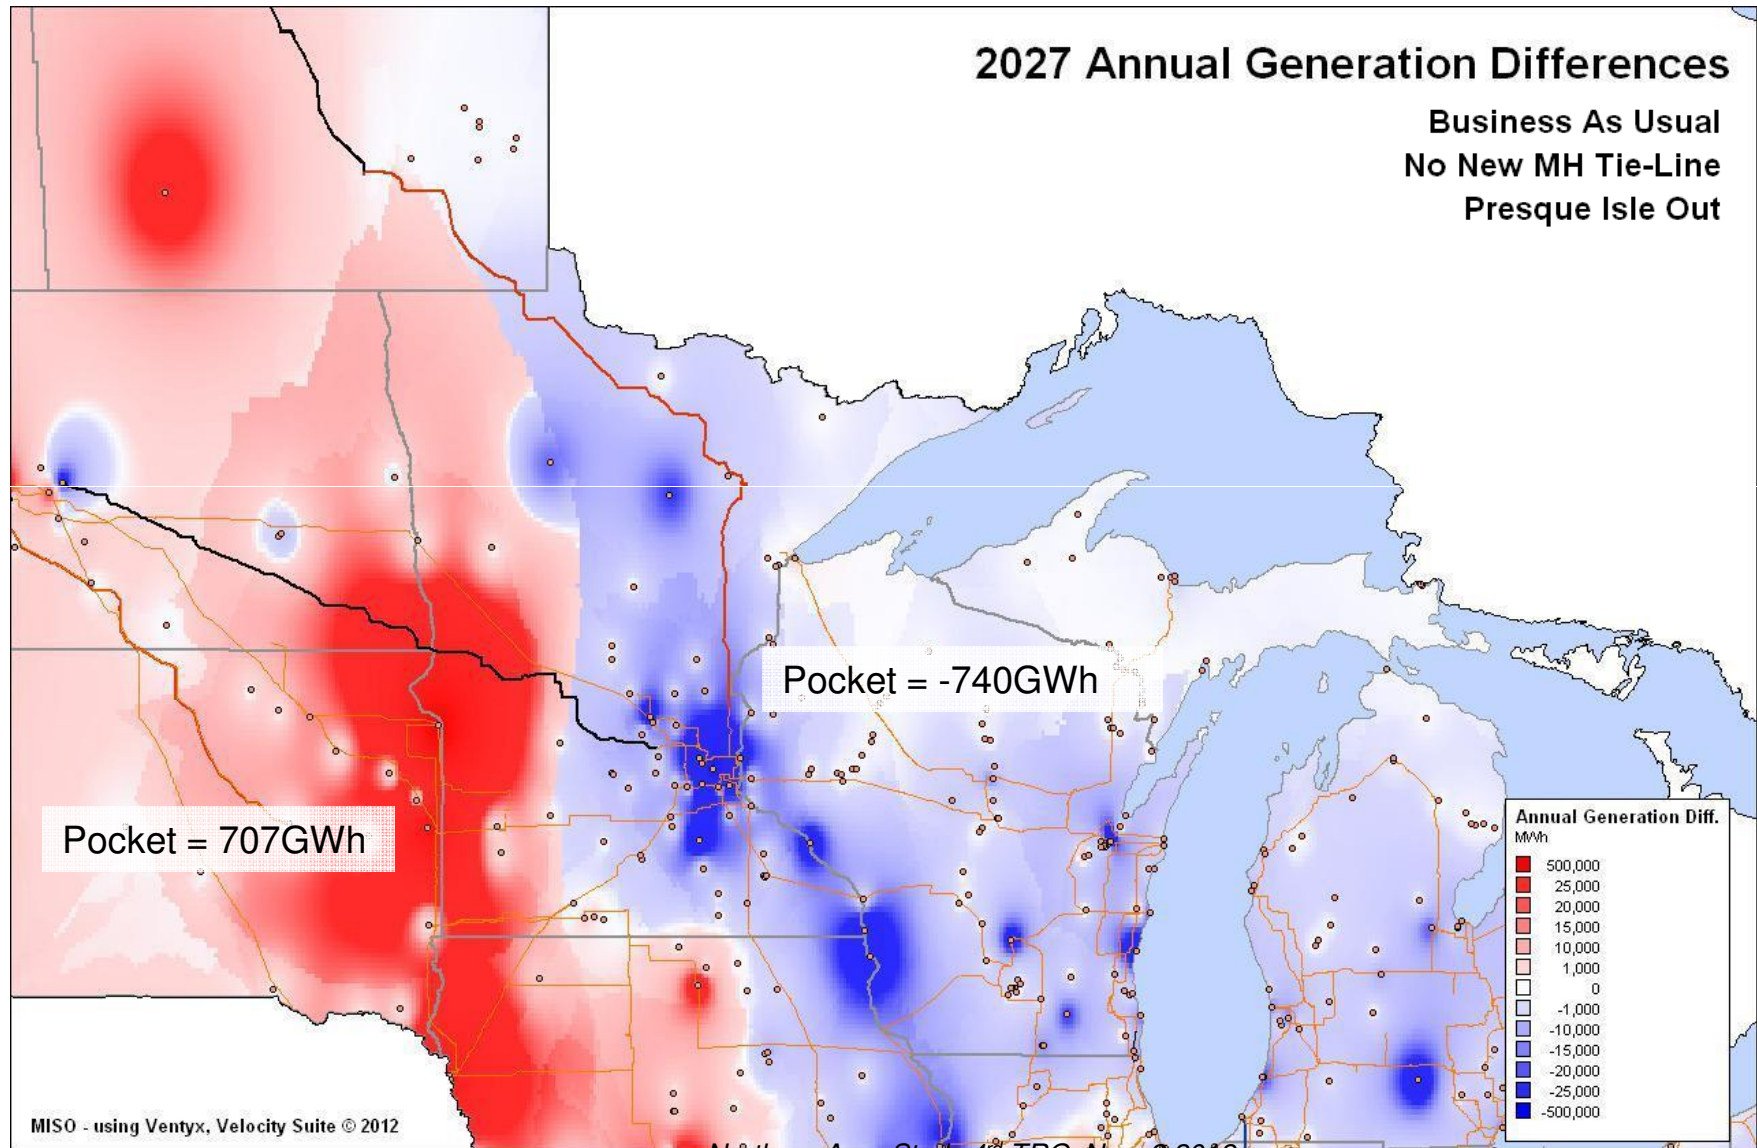 2027 Annual Generation Differences
Business As Usual
No New MH Tie-Line
Presque Isle Out
Pocket = -740GWh
Pocket = 707GWh
Annual Generation Diff.
MWh
500,000
25,000
20,000
15,000
10,000
1,000
0
-1,000
-10,000
-15,000
-20,000
-25,000
-500,000
MISO - using Ventyx, Velocity Suite © 2012